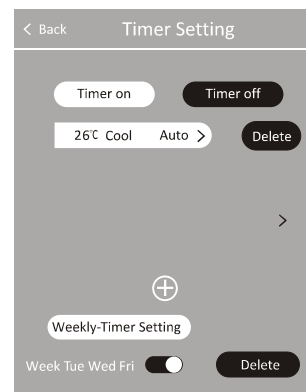 < Back Timer Setting
Timer on Timer off
26℃ Cool Auto > Delete
>
Weekly-Timer Setting
Week Tue Wed Fri Delete